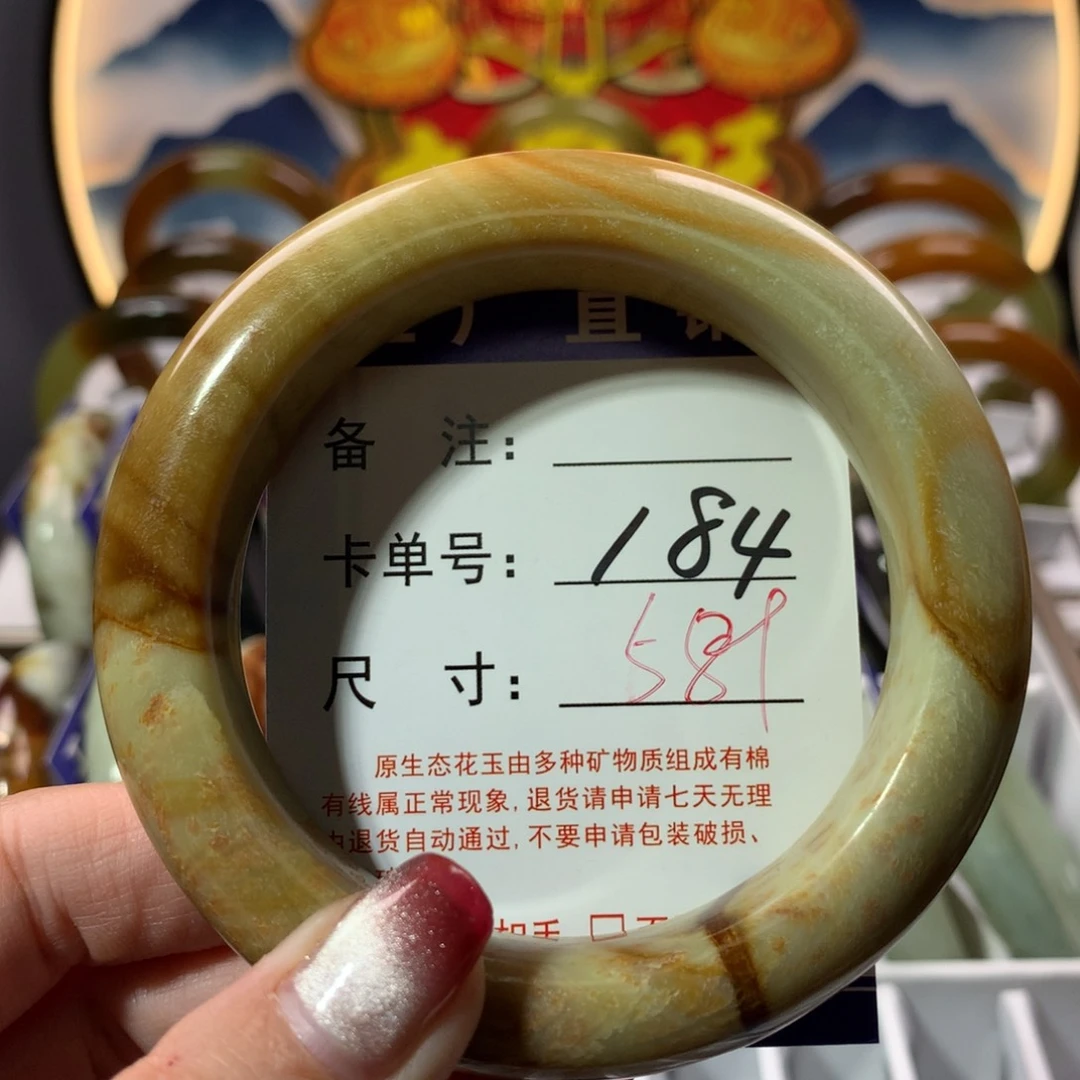 直
备 注：
卡单号： 184
尺 寸： 589
原生态花玉由多种矿物质组成有棉
有线属正常现象，退货请申请七天无理
由退货自动通过，不要申请包装破损、